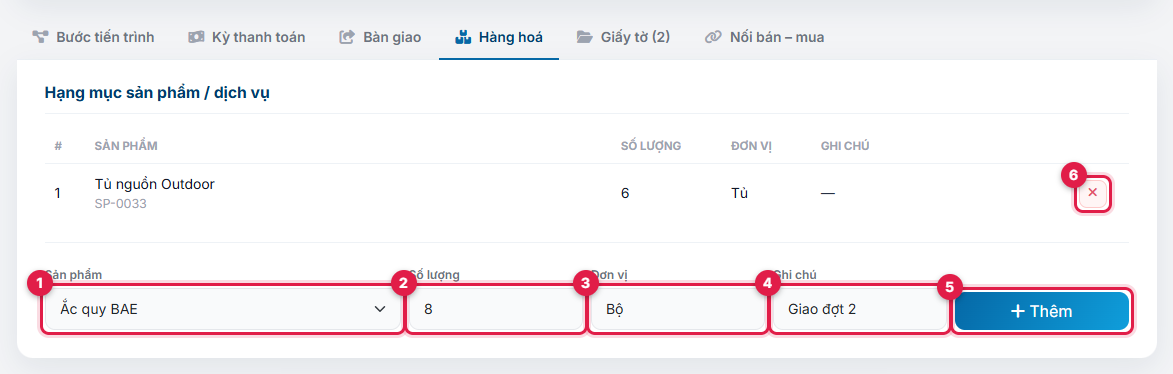 Bước tiến trình Kỳ thanh toán Bàn giao Hàng hoá Giấy tờ (2) Nối bán – mua
Hạng mục sản phẩm / dịch vụ
# SẢN PHẨM SỐ LƯỢNG ĐƠN VỊ GHI CHÚ
6
1 Tủ nguồn Outdoor 6 Tủ — ×
SP-0033
Sản phẩm Số lượng Đơn vị Ghi chú
1 2 3 4 5
Ắc quy BAE 8 Bộ Giao đợt 2 + Thêm